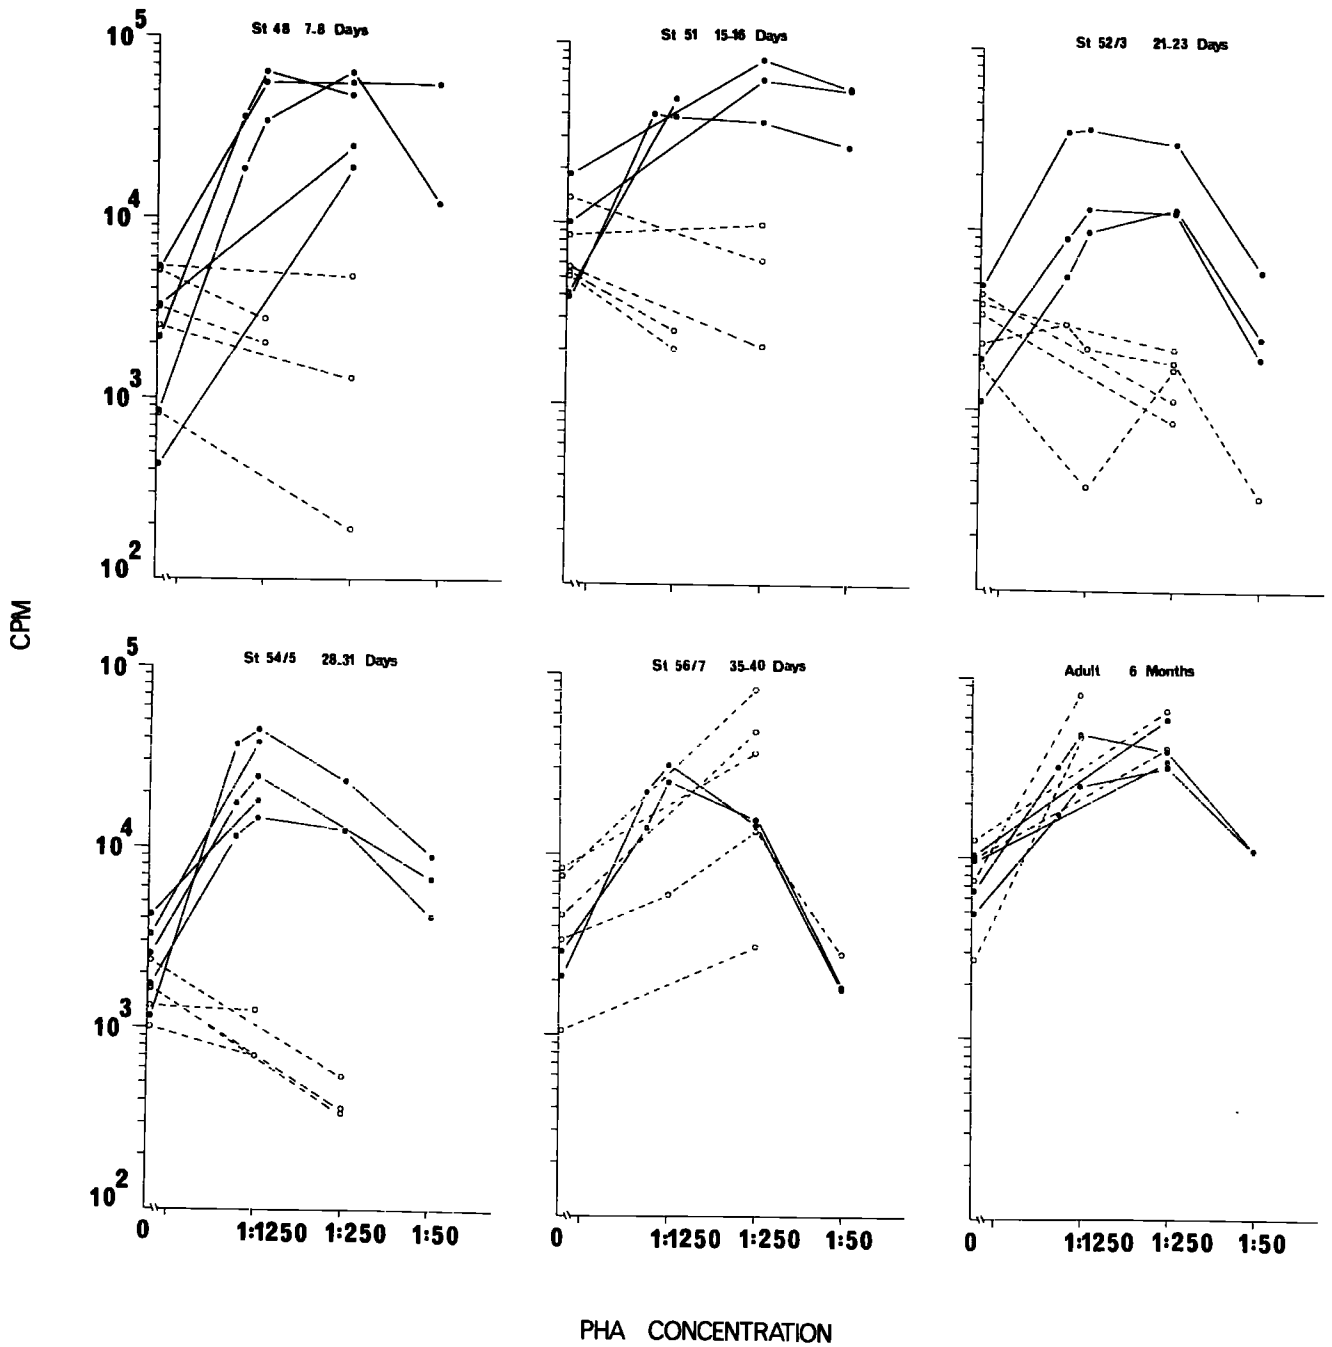 St 48 7-8 Days
St 51 15-16 Days
St 52/3 21-23 Days
10^5
10^4
10^3
10^2
CPM
St 54/5 28-31 Days
St 56/7 35-40 Days
Adult 6 Months
10^5
10^4
10^3
10^2
0 1:1250 1:250 1:50
0 1:1250 1:250 1:50
0 1:1250 1:250 1:50
PHA CONCENTRATION